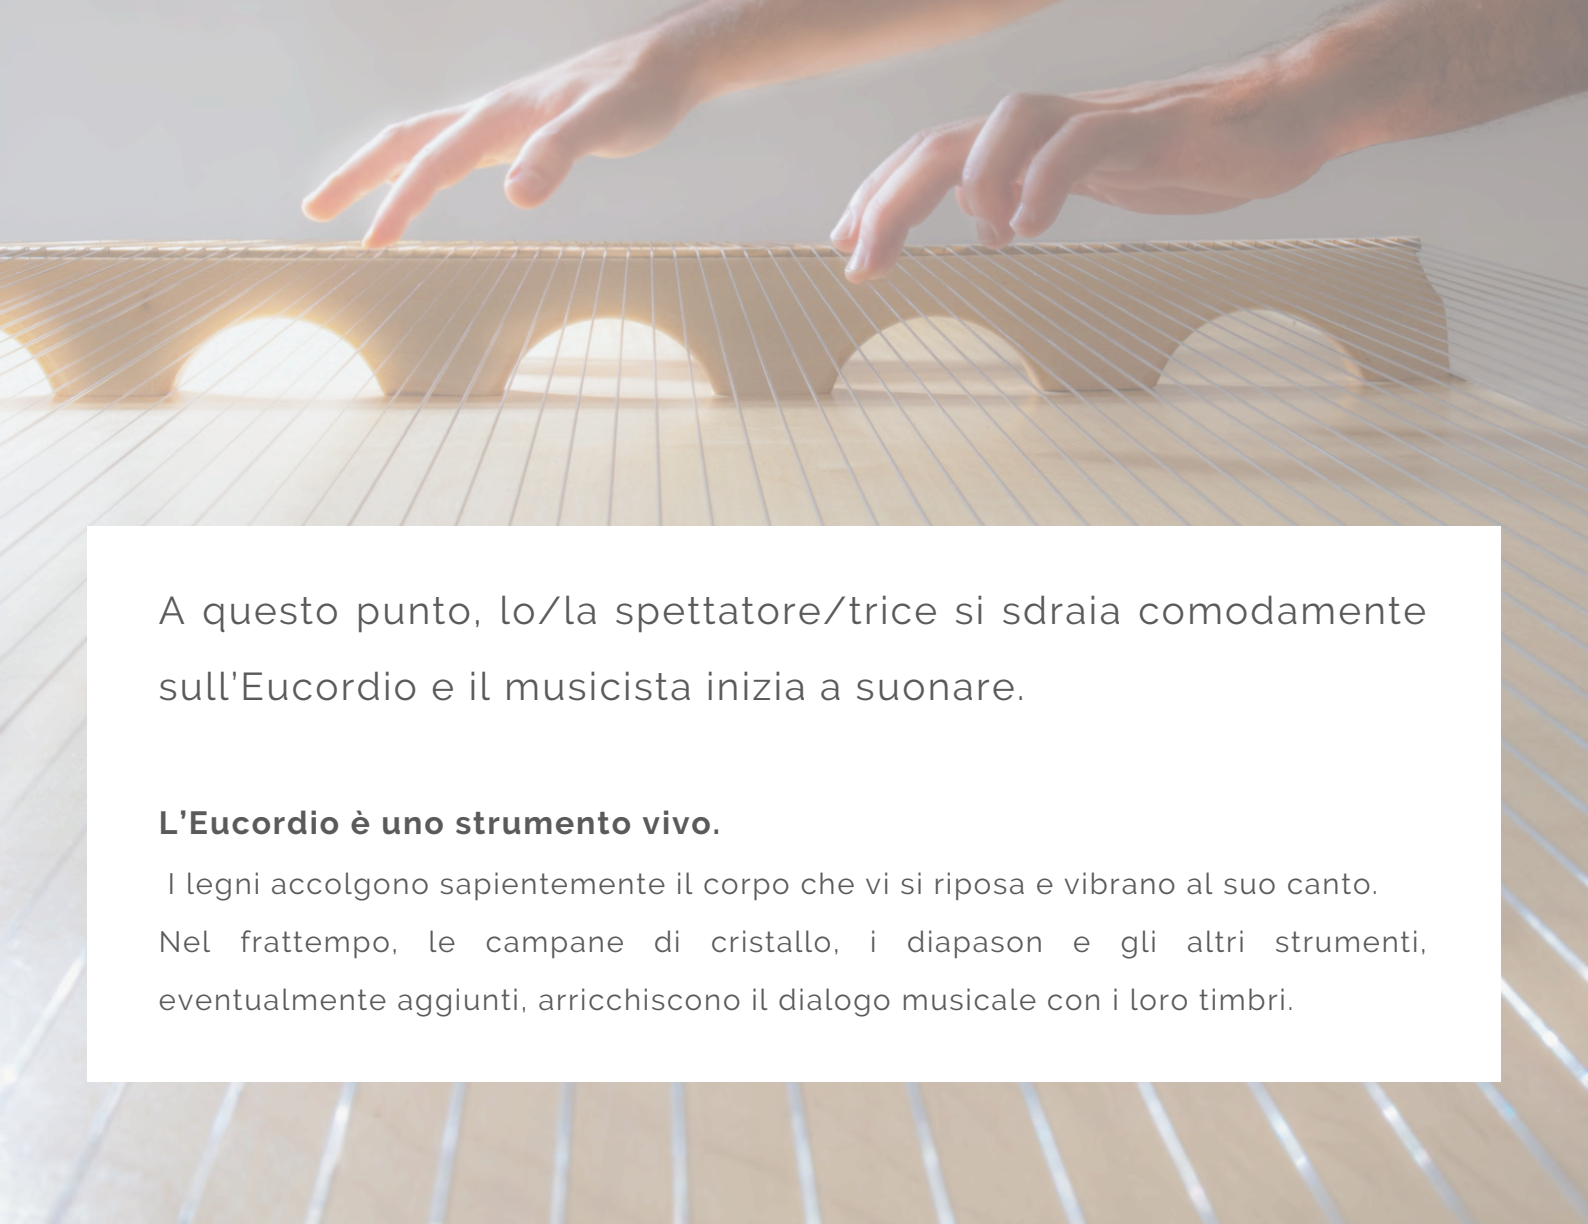 A questo punto, lo/la spettatore/trice si sdraia comodamente
sull’Eucordio e il musicista inizia a suonare.
L’Eucordio è uno strumento vivo.
I legni accolgono sapientemente il corpo che vi si riposa e vibrano al suo canto.
Nel frattempo, le campane di cristallo, i diapason e gli altri strumenti,
eventualmente aggiunti, arricchiscono il dialogo musicale con i loro timbri.